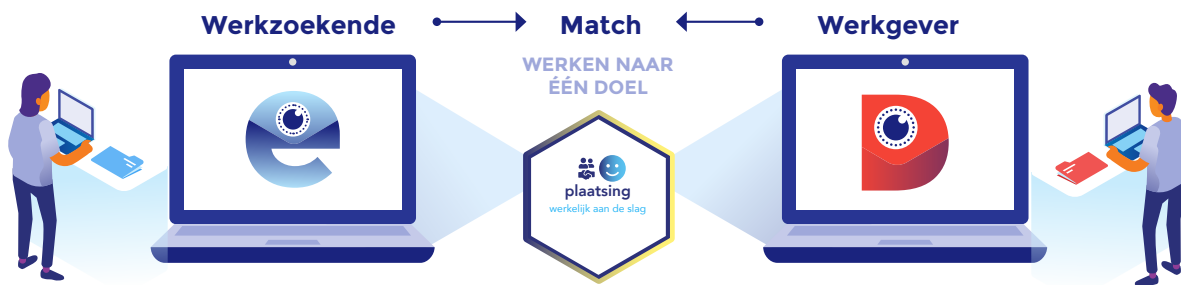 Werkzoekende
Match
Werkgever
WERKEN NAAR
ÉÉN DOEL
e
D
plaatsing
werkelijk aan de slag